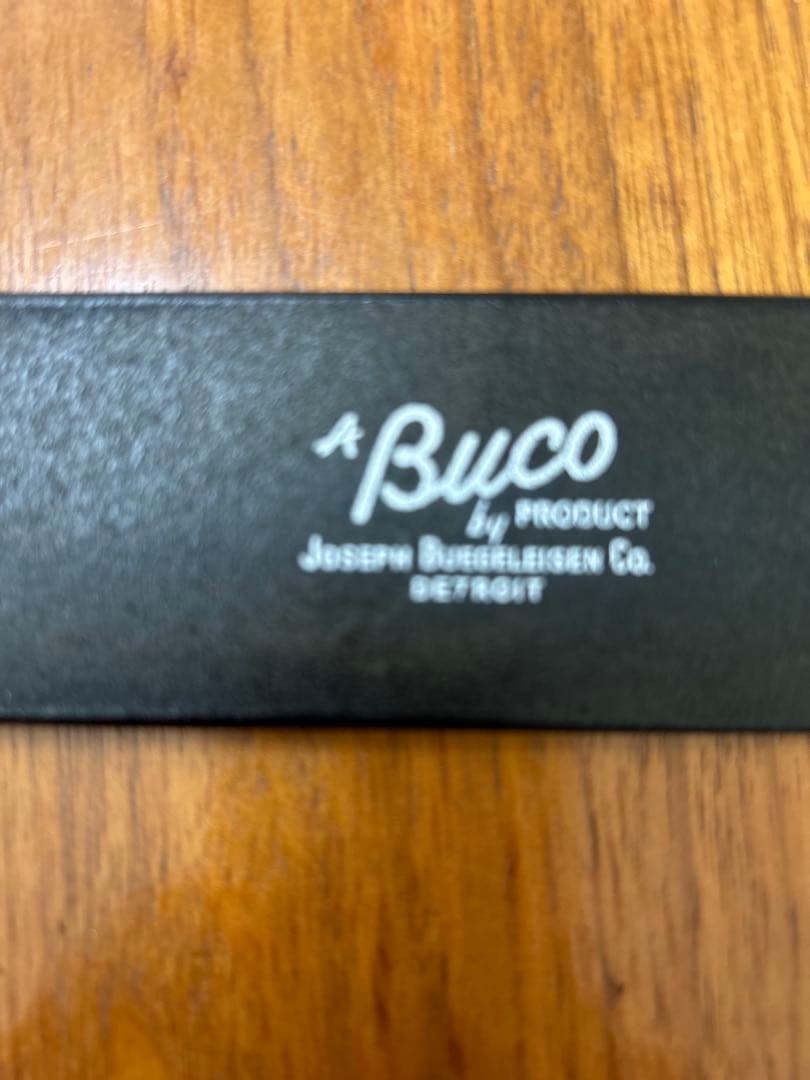 A Buco
by PRODUCT
JOSEPH BUEGELEISEN CO.
DETROIT